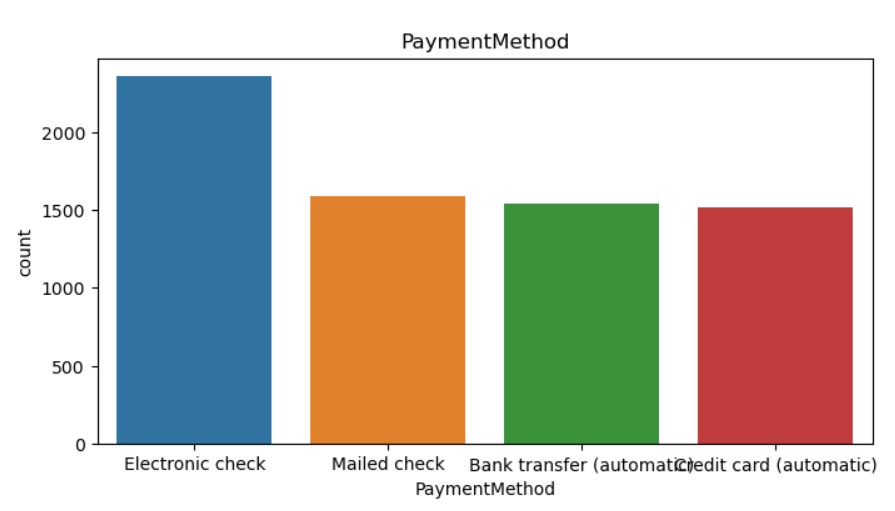 PaymentMethod
2000
1500
1000
500
0
count
Electronic check
Mailed check
Bank transfer (automatic)
Credit card (automatic)
PaymentMethod